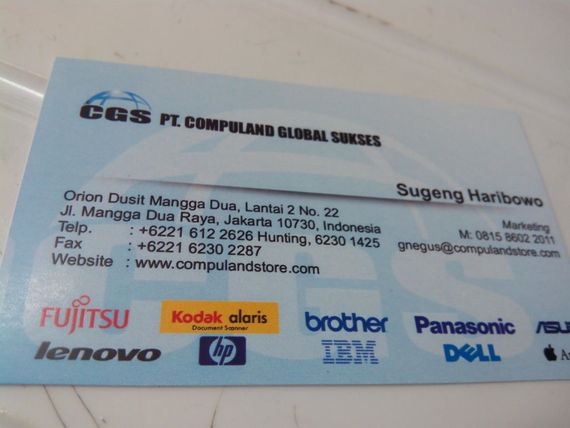 CGS PT. COMPULAND GLOBAL SUKSES
Sugeng Haribowo
Marketing
M: 0815 8602 2011
gnegus@compulandstore.com
Orion Dusit Mangga Dua, Lantai 2 No. 22
Jl. Mangga Dua Raya, Jakarta 10730, Indonesia
Telp. : +6221 612 2626 Hunting, 6230 1425
Fax : +6221 6230 2287
Website : www.compulandstore.com
FUJITSU Kodak alaris brother Panasonic
Document Scanner
lenovo hp IBM DELL